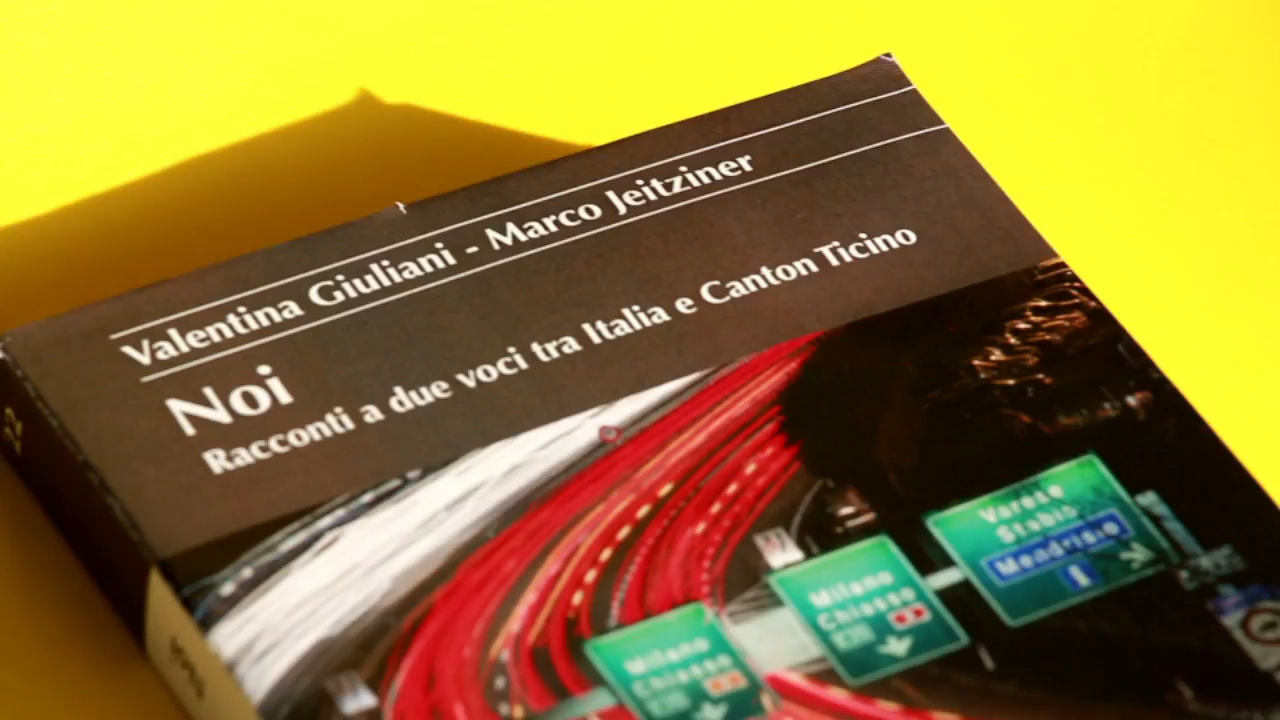 Valentina Giuliani - Marco Jeitziner
Noi
Racconti a due voci tra Italia e Canton Ticino
Varese
Stabio
Mendrisio
Milano
Chiasso
Milano
Chiasso